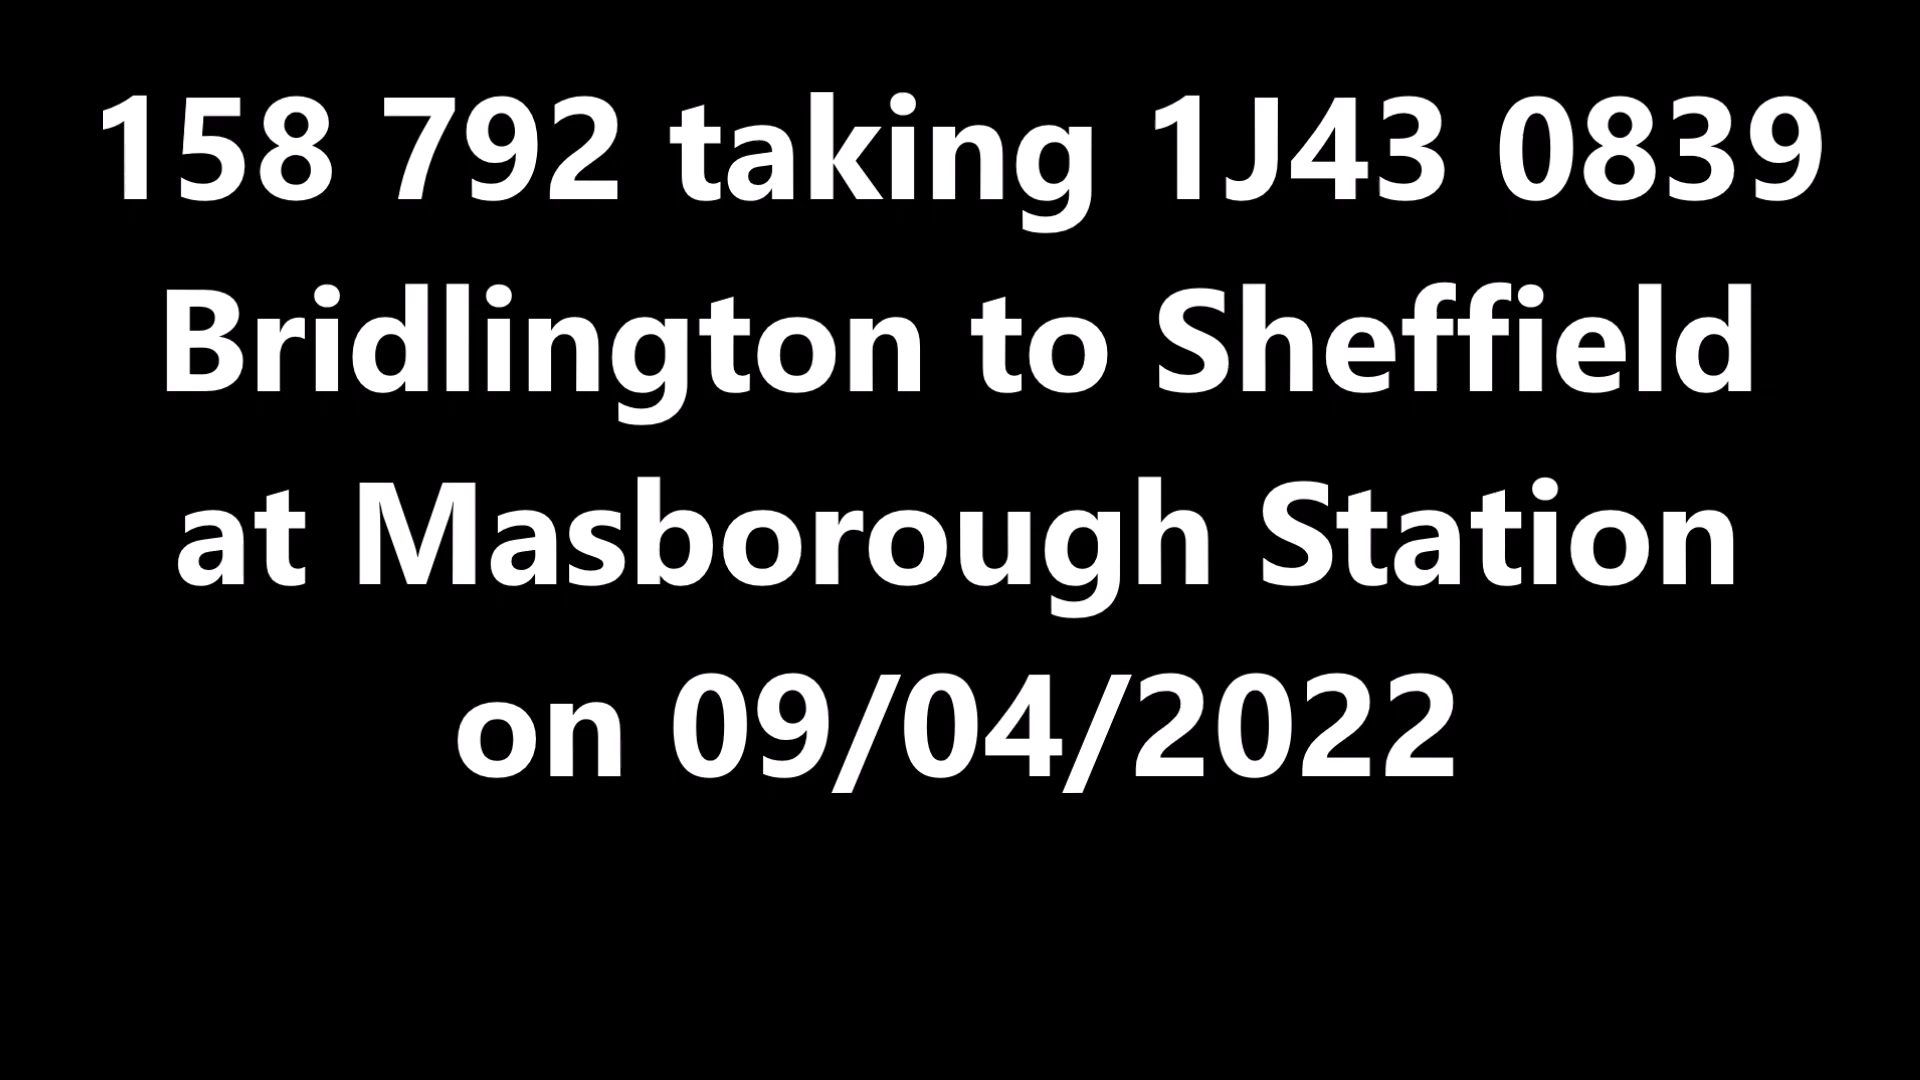 158 792 taking 1J43 0839
Bridlington to Sheffield
at Masborough Station
on 09/04/2022